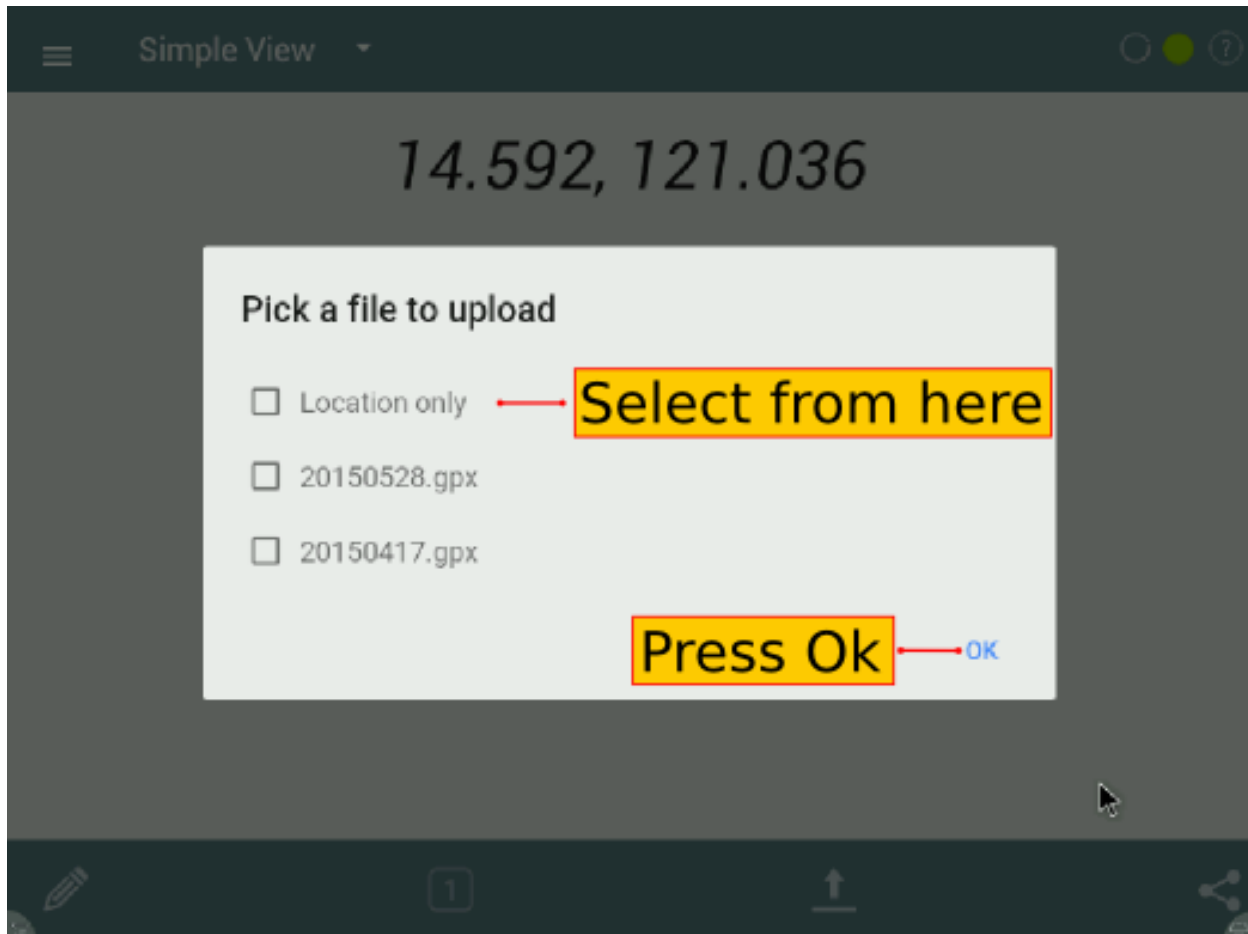 Simple View
?
14.592, 121.036
Pick a file to upload
Location only
Select from here
20150528.gpx
20150417.gpx
Press Ok
OK
1